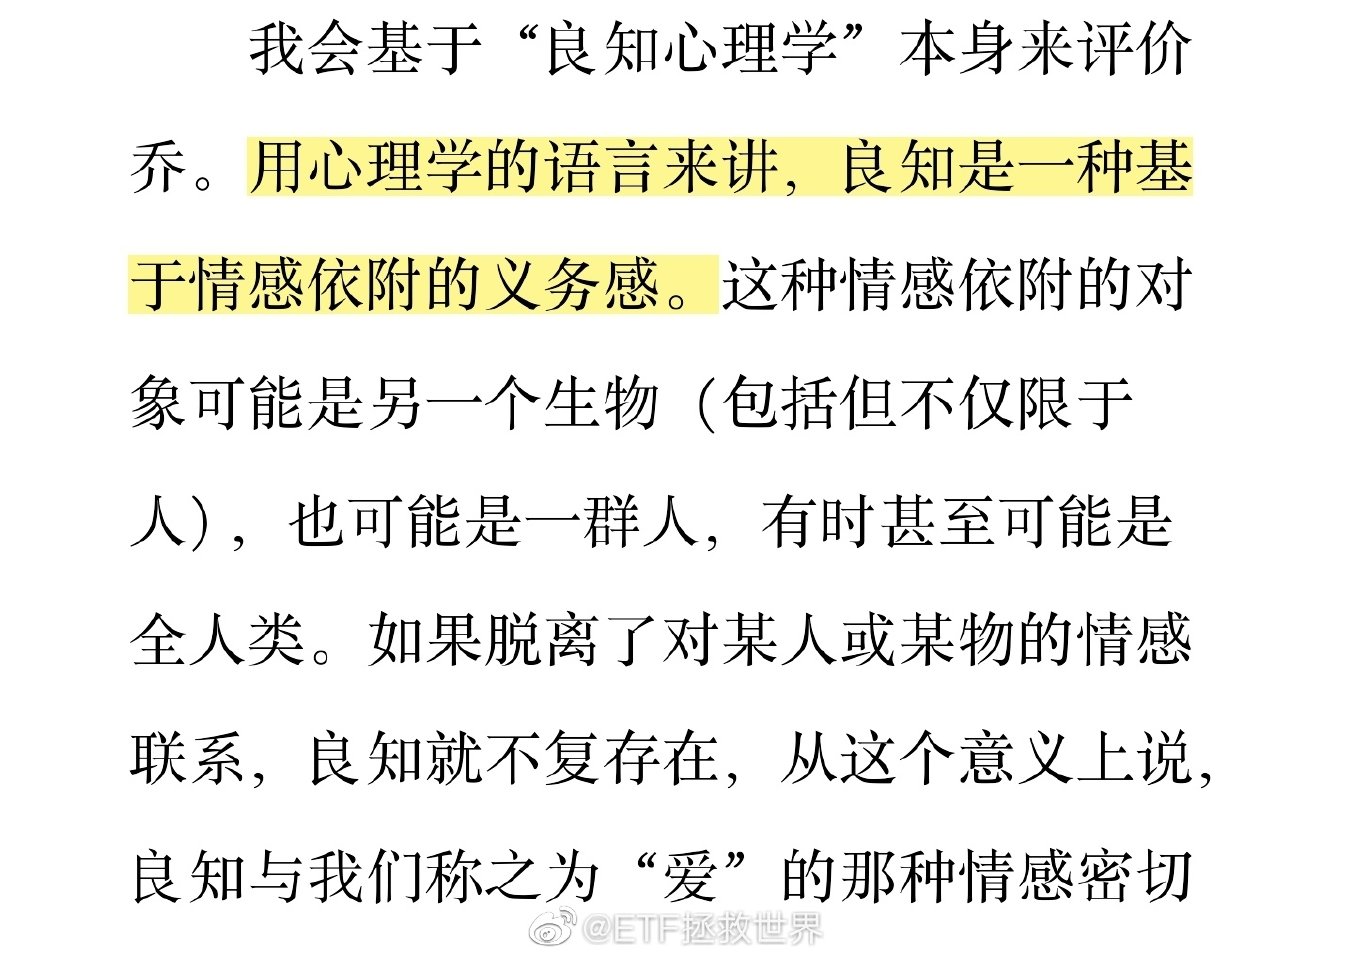 我会基于“良知心理学”本身来评价
乔。用心理学的语言来讲，良知是一种基
于情感依附的义务感。这种情感依附的对
象可能是另一个生物（包括但不仅限于
人），也可能是一群人，有时甚至可能是
全人类。如果脱离了对某人或某物的情感
联系，良知就不复存在，从这个意义上说，
良知与我们称之为“爱”的那种情感密切
@ETF拯救世界